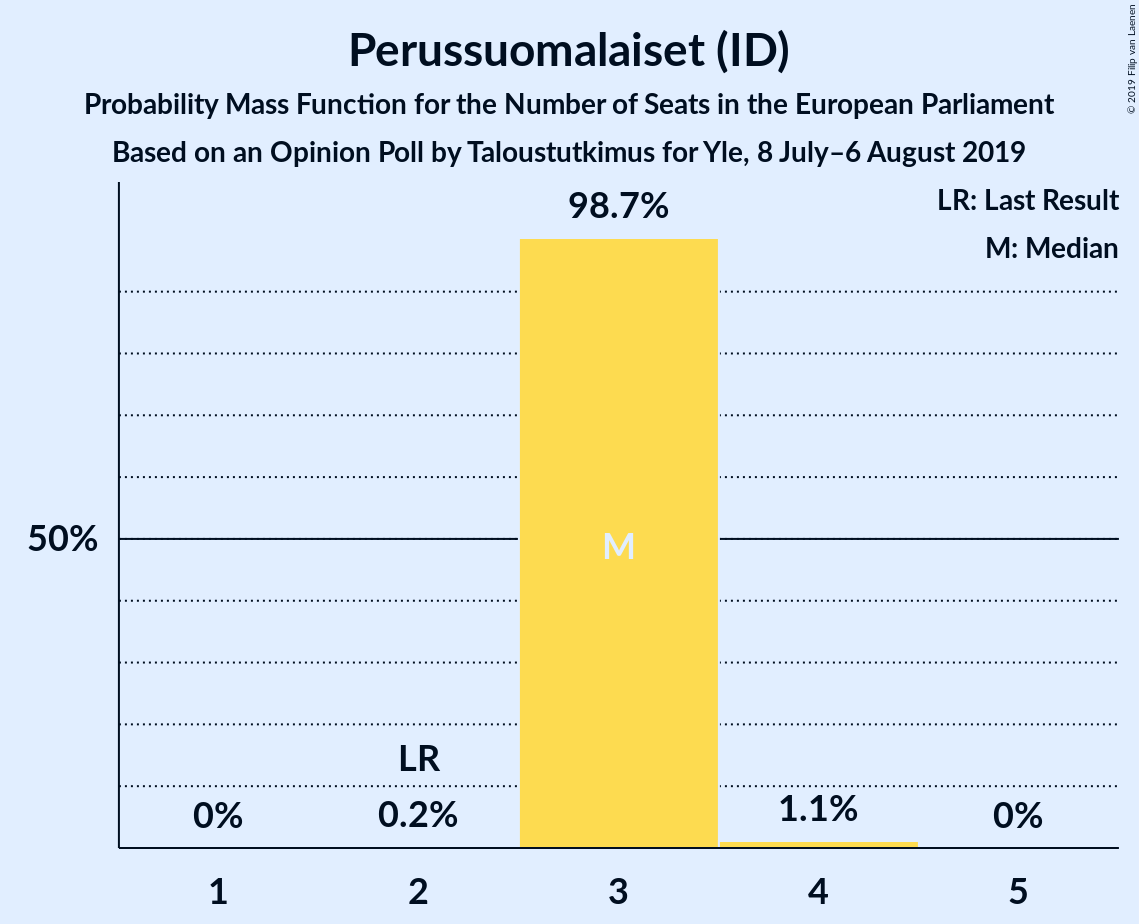 Perussuomalaiset (ID)
Probability Mass Function for the Number of Seats in the European Parliament
Based on an Opinion Poll by Taloustutkimus for Yle, 8 July–6 August 2019
© 2019 Filip van Laenen
LR: Last Result
M: Median
98.7%
50%
M
LR
0%
0.2%
1.1%
0%
1
2
3
4
5